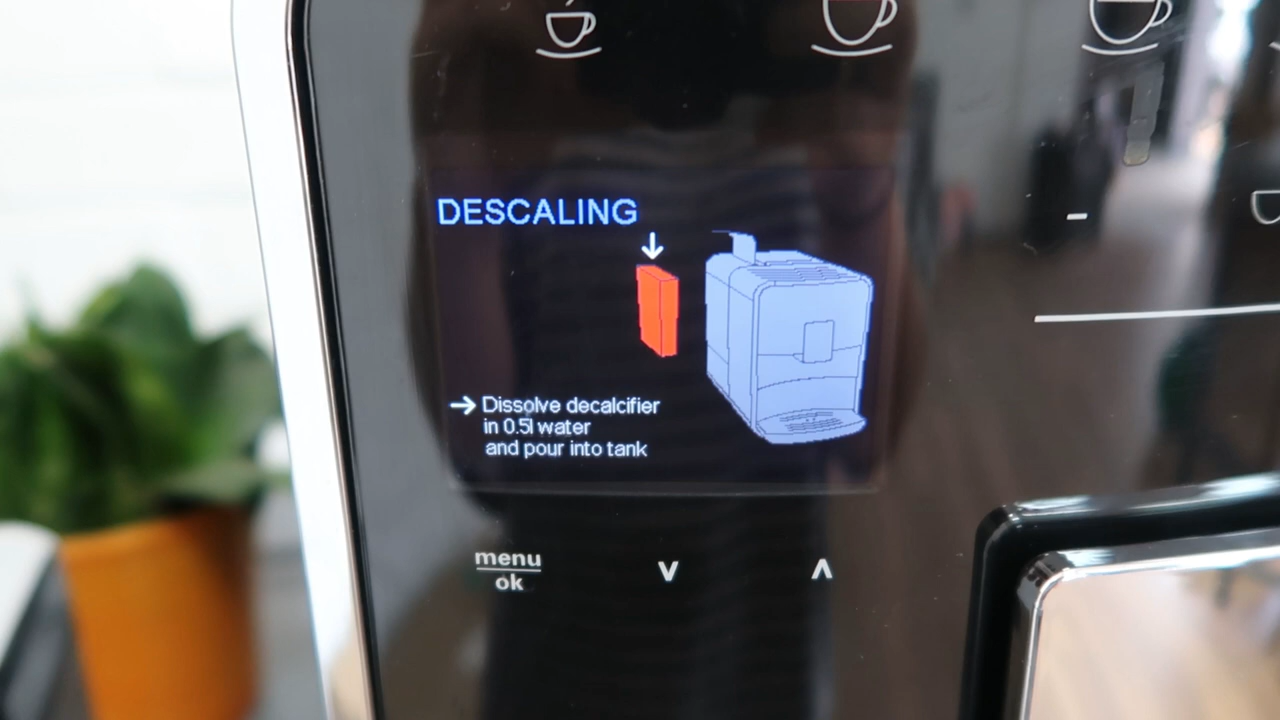 DESCALING
→ Dissolve decalcifier
in 0.5l water
and pour into tank
menu
ok